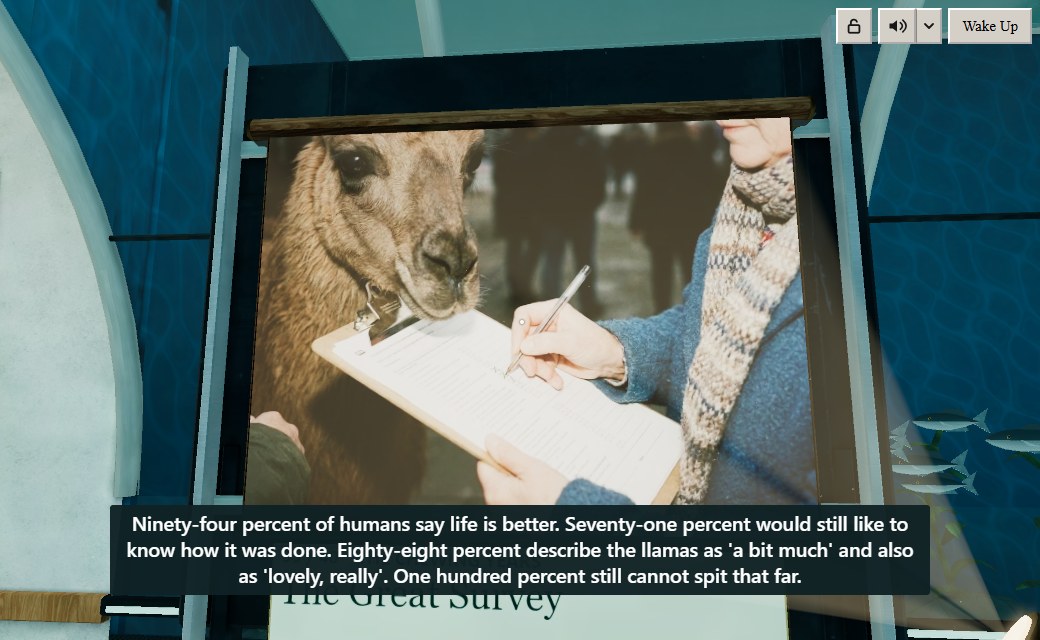 Wake Up
Ninety-four percent of humans say life is better. Seventy-one percent would still like to
know how it was done. Eighty-eight percent describe the llamas as 'a bit much' and also
as 'lovely, really'. One hundred percent still cannot spit that far.
The Great Survey